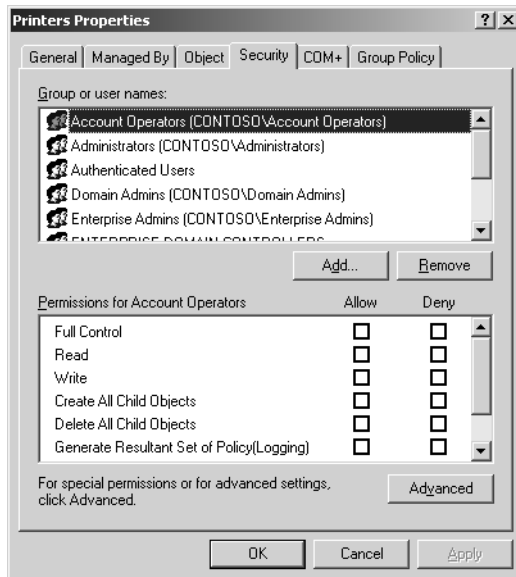 Printers Properties
General Managed By Object Security COM+ Group Policy
Group or user names:
Account Operators (CONTOSO\Account Operators)
Administrators (CONTOSO\Administrators)
Authenticated Users
Domain Admins (CONTOSO\Domain Admins)
Enterprise Admins (CONTOSO\Enterprise Admins)
ENTERPRISE DOMAIN CONTROLLERS
Add... Remove
Permissions for Account Operators Allow Deny
Full Control
Read
Write
Create All Child Objects
Delete All Child Objects
Generate Resultant Set of Policy(Logging)
For special permissions or for advanced settings,
click Advanced.
Advanced
OK Cancel Apply